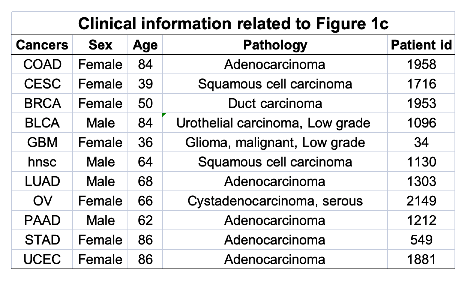 Clinical information related to Figure 1c
Cancers Sex Age Pathology Patient Id
COAD Female 84 Adenocarcinoma 1958
CESC Female 39 Squamous cell carcinoma 1716
BRCA Female 50 Duct carcinoma 1953
BLCA Male 84 Urothelial carcinoma, Low grade 1096
GBM Female 36 Glioma, malignant, Low grade 34
hnsc Male 64 Squamous cell carcinoma 1130
LUAD Male 68 Adenocarcinoma 1303
OV Female 66 Cystadenocarcinoma, serous 2149
PAAD Male 62 Adenocarcinoma 1212
STAD Female 86 Adenocarcinoma 549
UCEC Female 86 Adenocarcinoma 1881